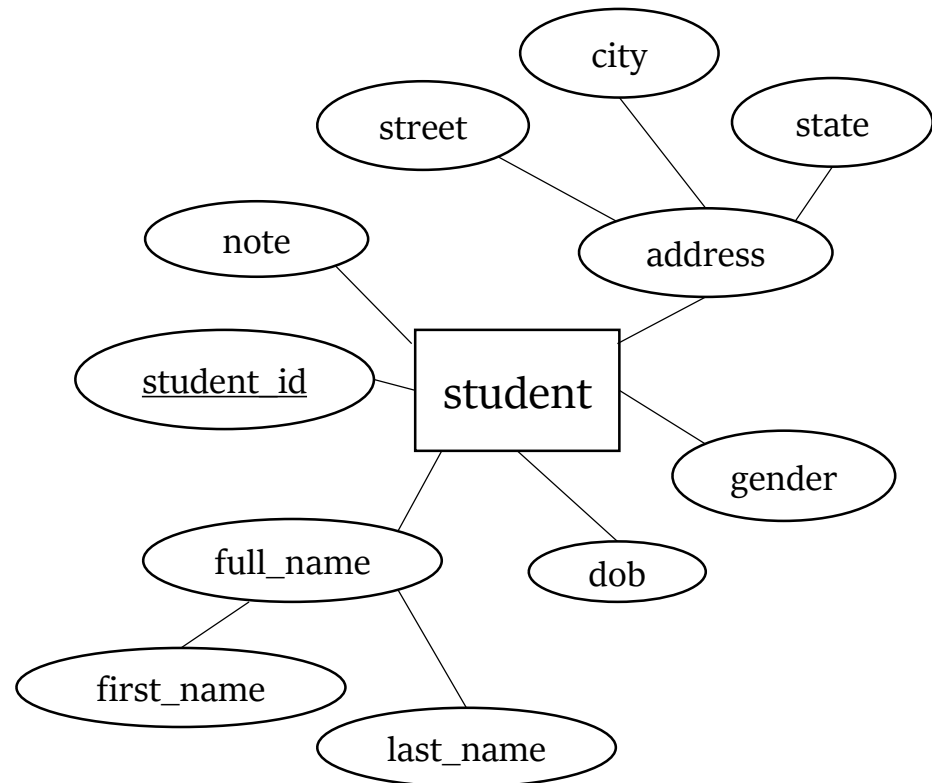 city
street
state
note
address
student_id
student
gender
full_name
dob
first_name
last_name